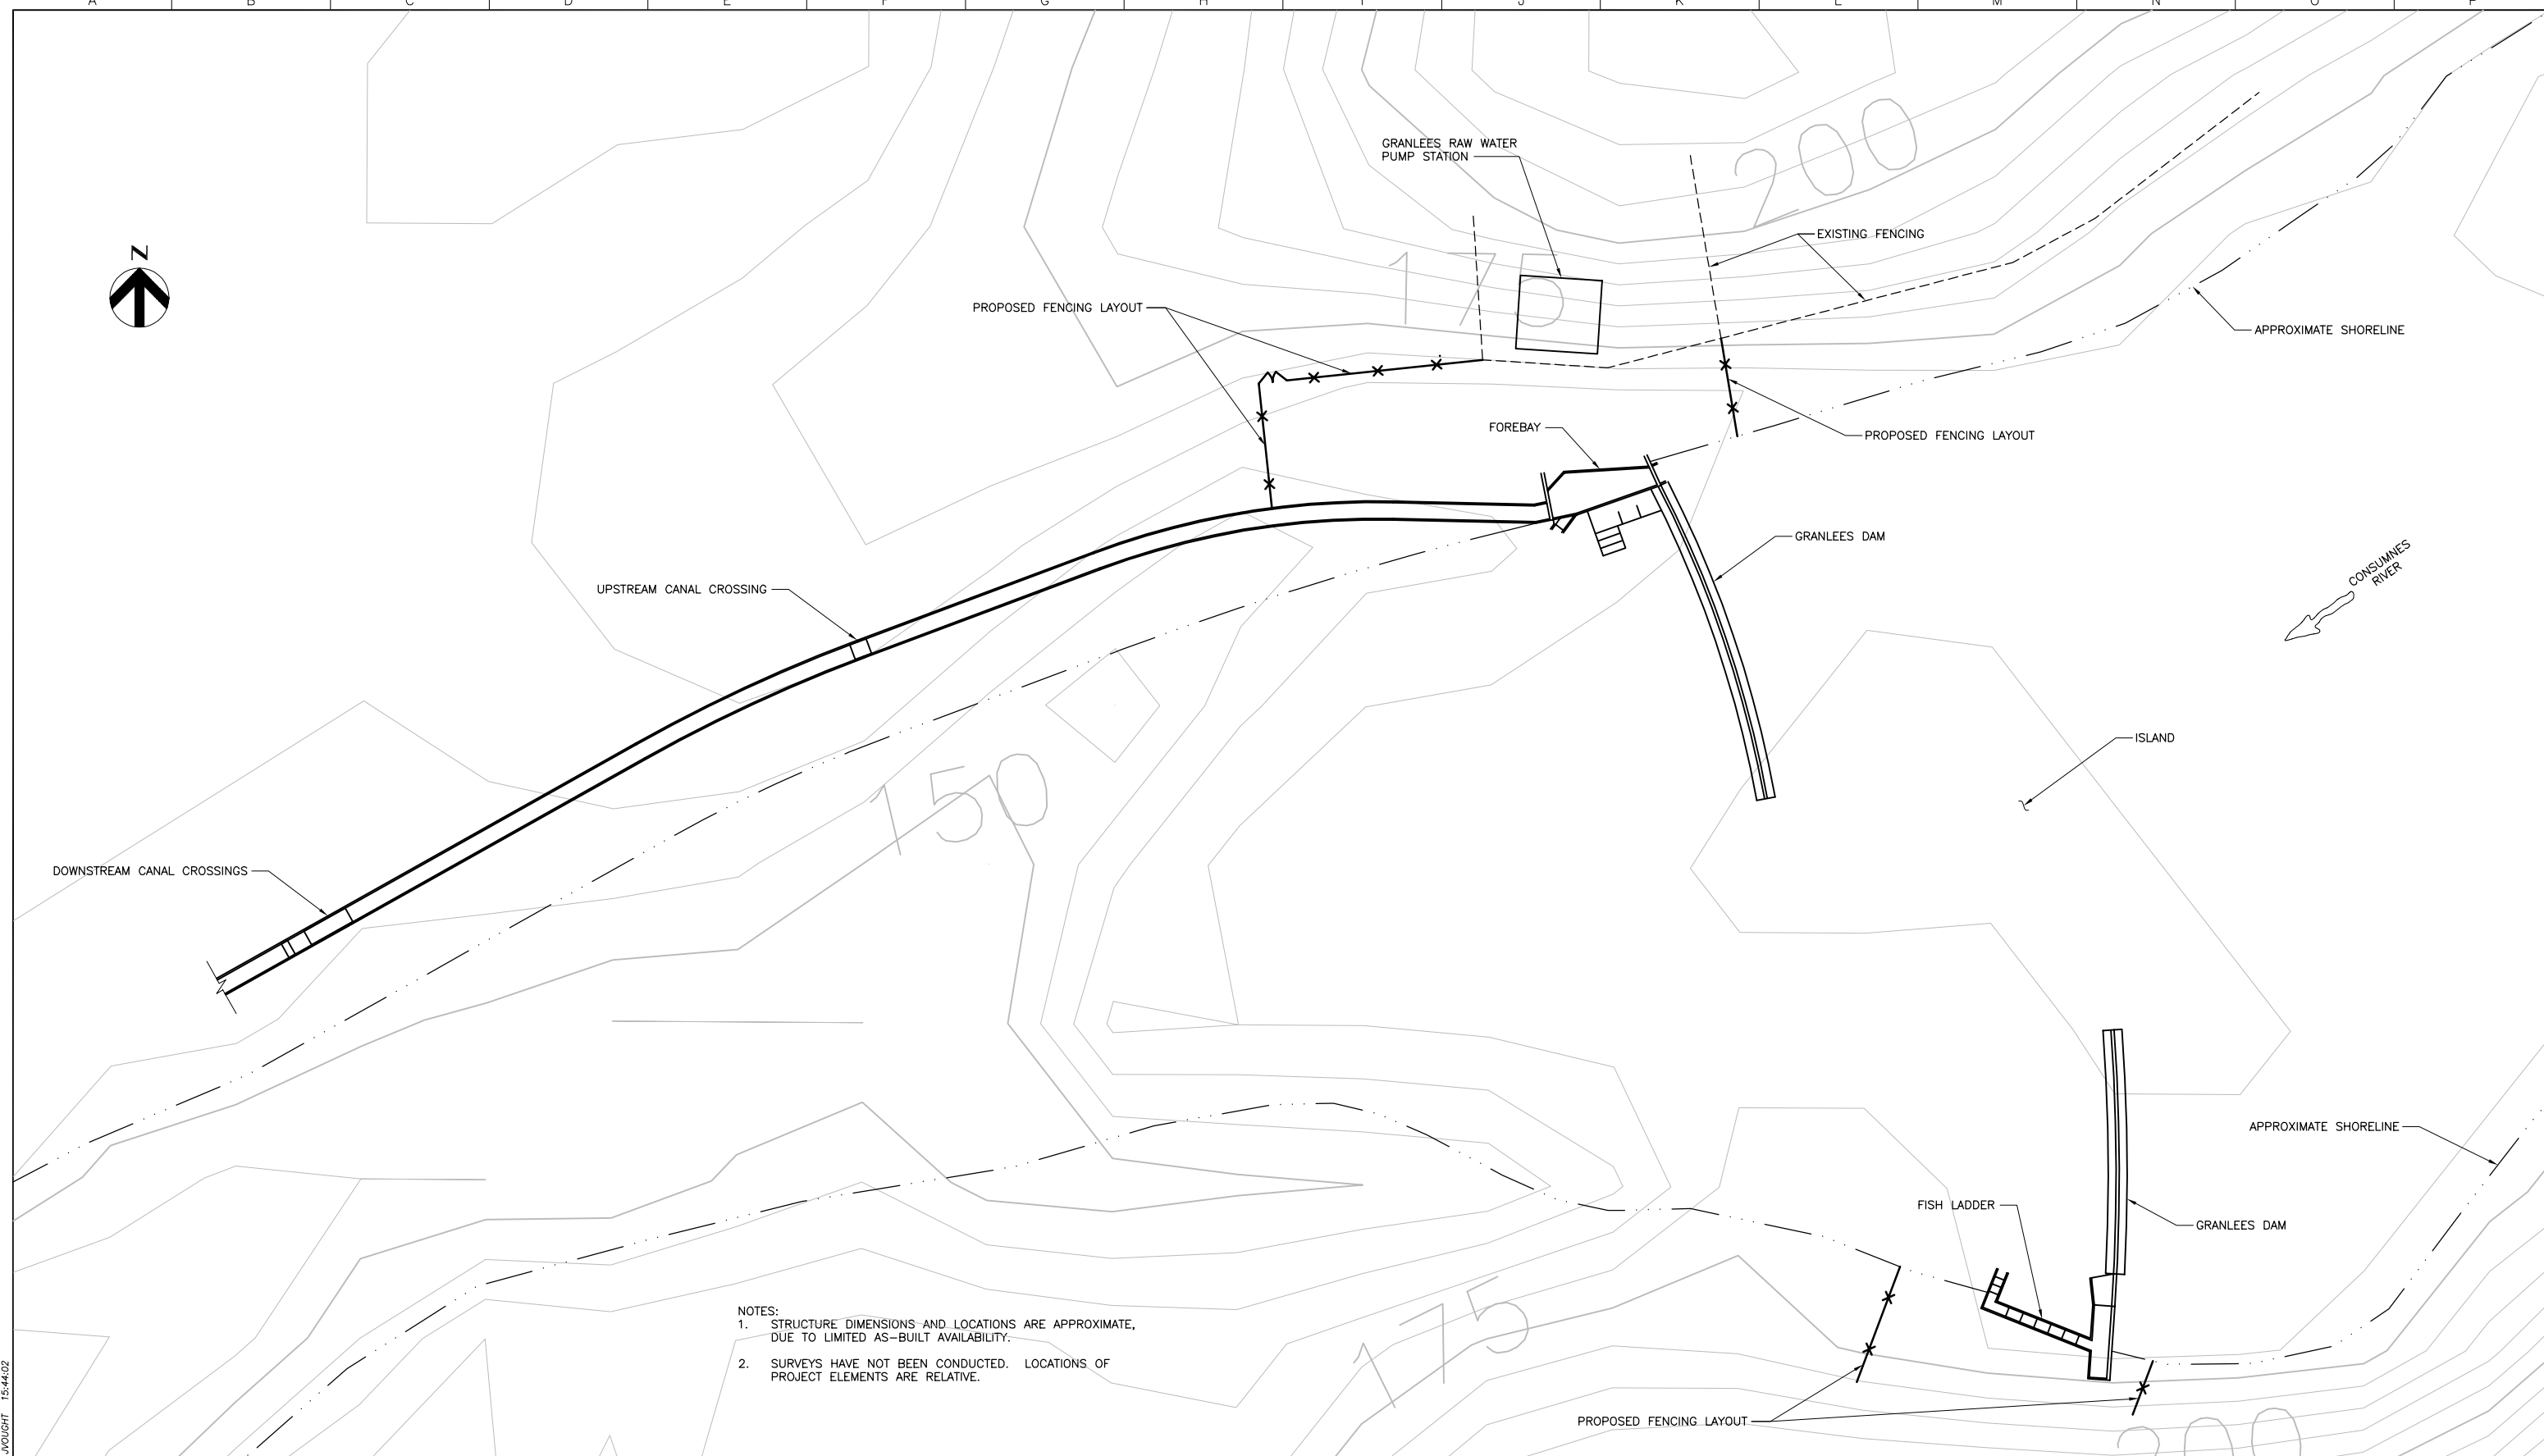 A B C D E F G H I J K L M N O P
200
GRANLEES RAW WATER
PUMP STATION
EXISTING FENCING
N
175
PROPOSED FENCING LAYOUT
APPROXIMATE SHORELINE
FOREBAY
PROPOSED FENCING LAYOUT
GRANLEES DAM
CONSUMNES
RIVER
UPSTREAM CANAL CROSSING
ISLAND
150
DOWNSTREAM CANAL CROSSINGS
APPROXIMATE SHORELINE
FISH LADDER
GRANLEES DAM
NOTES:
1. STRUCTURE DIMENSIONS AND LOCATIONS ARE APPROXIMATE,
DUE TO LIMITED AS-BUILT AVAILABILITY.
2. SURVEYS HAVE NOT BEEN CONDUCTED. LOCATIONS OF
PROJECT ELEMENTS ARE RELATIVE.
175
PROPOSED FENCING LAYOUT
200
JVOUGHT 15:44:02